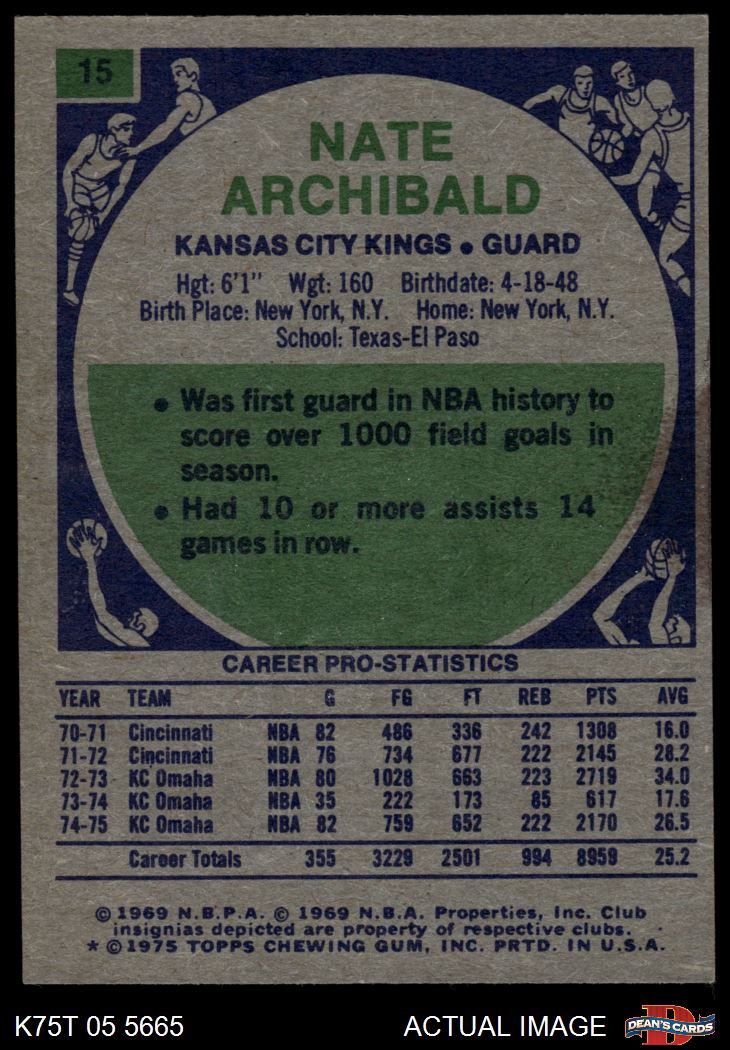 15
NATE
ARCHIBALD
KANSAS CITY KINGS • GUARD
Hgt: 6'1" Wgt: 160 Birthdate: 4-18-48
Birth Place: New York, N.Y. Home: New York, N.Y.
School: Texas-El Paso
• Was first guard in NBA history to
score over 1000 field goals in
season.
• Had 10 or more assists 14
games in row.
CAREER PRO-STATISTICS
YEAR TEAM G FG FT REB PTS AVG
70-71 Cincinnati NBA 82 486 336 242 1308 16.0
71-72 Cincinnati NBA 76 734 677 222 2145 28.2
72-73 KC Omaha NBA 80 1028 663 223 2719 34.0
73-74 KC Omaha NBA 35 222 173 85 617 17.6
74-75 KC Omaha NBA 82 759 652 222 2170 26.5
Career Totals 355 3229 2501 994 8959 25.2
© 1969 N.B.P.A. © 1969 N.B.A. Properties, Inc. Club
insignias depicted are property of respective clubs.
* © 1975 TOPPS CHEWING GUM, INC. PRTD. IN U.S.A.
K75T 05 5665 ACTUAL IMAGE
D
DEAN'S CARDS